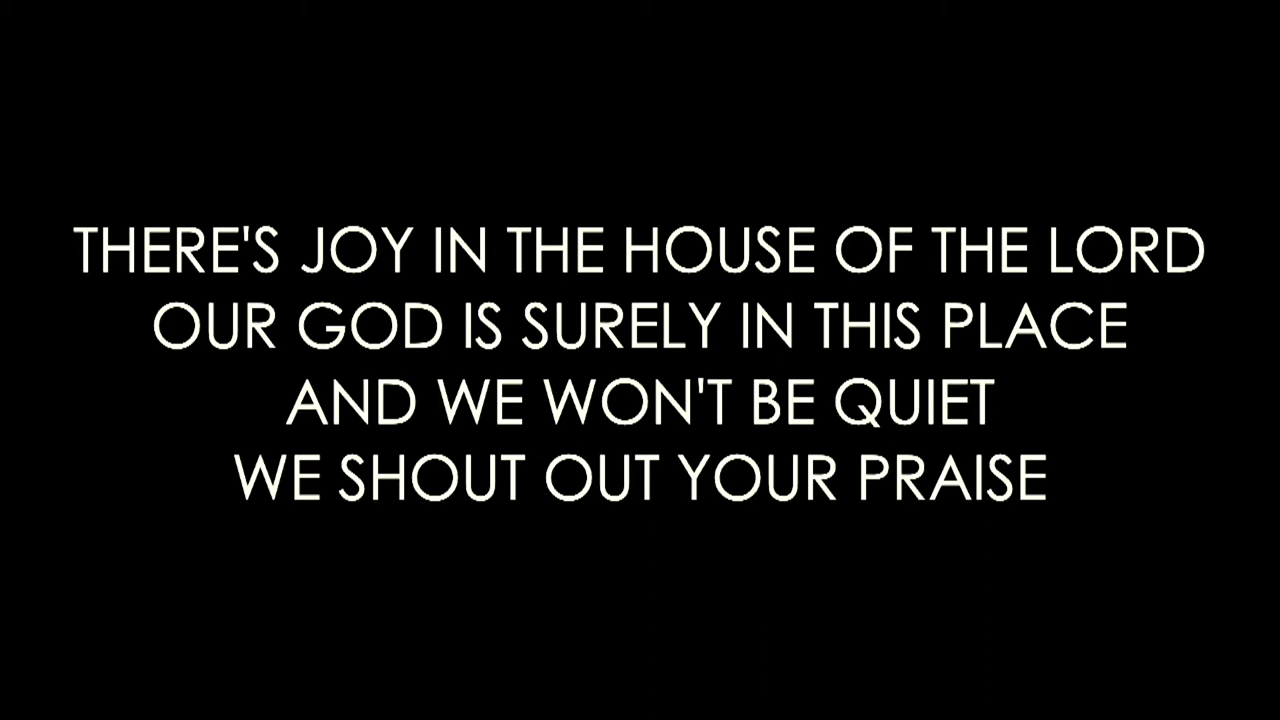 THERE'S JOY IN THE HOUSE OF THE LORD
OUR GOD IS SURELY IN THIS PLACE
AND WE WON'T BE QUIET
WE SHOUT OUT YOUR PRAISE